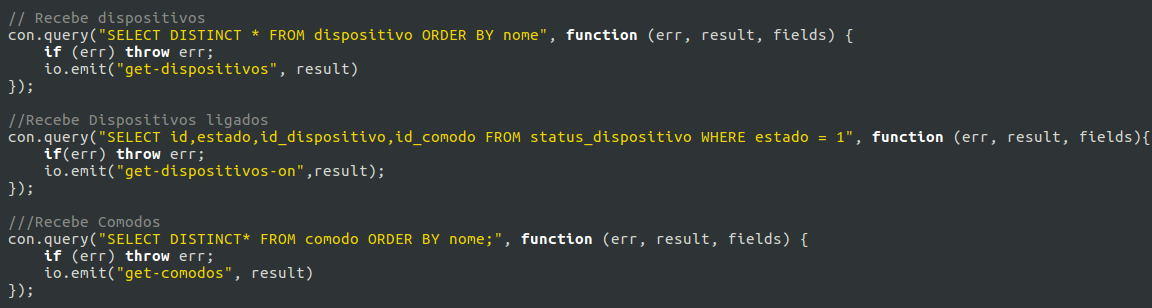 // Recebe dispositivos
con.query("SELECT DISTINCT * FROM dispositivo ORDER BY nome", function (err, result, fields) {
    if (err) throw err;
    io.emit("get-dispositivos", result)
});

//Recebe Dispositivos ligados
con.query("SELECT id,estado,id_dispositivo,id_comodo FROM status_dispositivo WHERE estado = 1", function (err, result, fields){
    if(err) throw err;
    io.emit("get-dispositivos-on",result);
});

///Recebe Comodos
con.query("SELECT DISTINCT* FROM comodo ORDER BY nome;", function (err, result, fields) {
    if (err) throw err;
    io.emit("get-comodos", result)
});